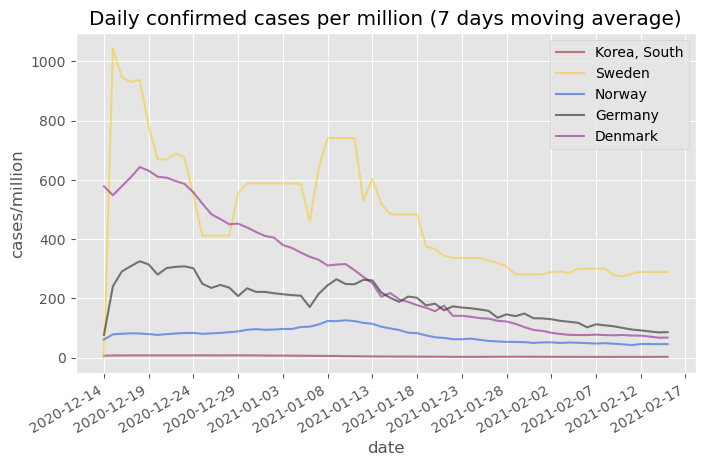 Daily confirmed cases per million (7 days moving average)
Korea, South
Sweden
Norway
Germany
Denmark
cases/million
1000
800
600
400
200
0
2020-12-14
2020-12-19
2020-12-24
2020-12-29
2021-01-03
2021-01-08
2021-01-13
2021-01-18
2021-01-23
2021-01-28
2021-02-02
2021-02-07
2021-02-12
2021-02-17
date